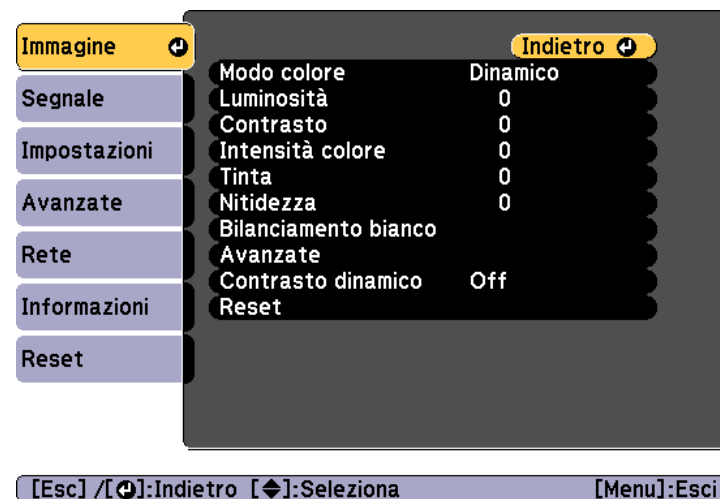 Immagine
Segnale
Impostazioni
Avanzate
Rete
Informazioni
Reset
Indietro
Modo colore Dinamico
Luminosità 0
Contrasto 0
Intensità colore 0
Tinta 0
Nitidezza 0
Bilanciamento bianco
Avanzate
Contrasto dinamico Off
Reset
[Esc] /[ ]:Indietro [ ]:Seleziona [Menu]:Esci